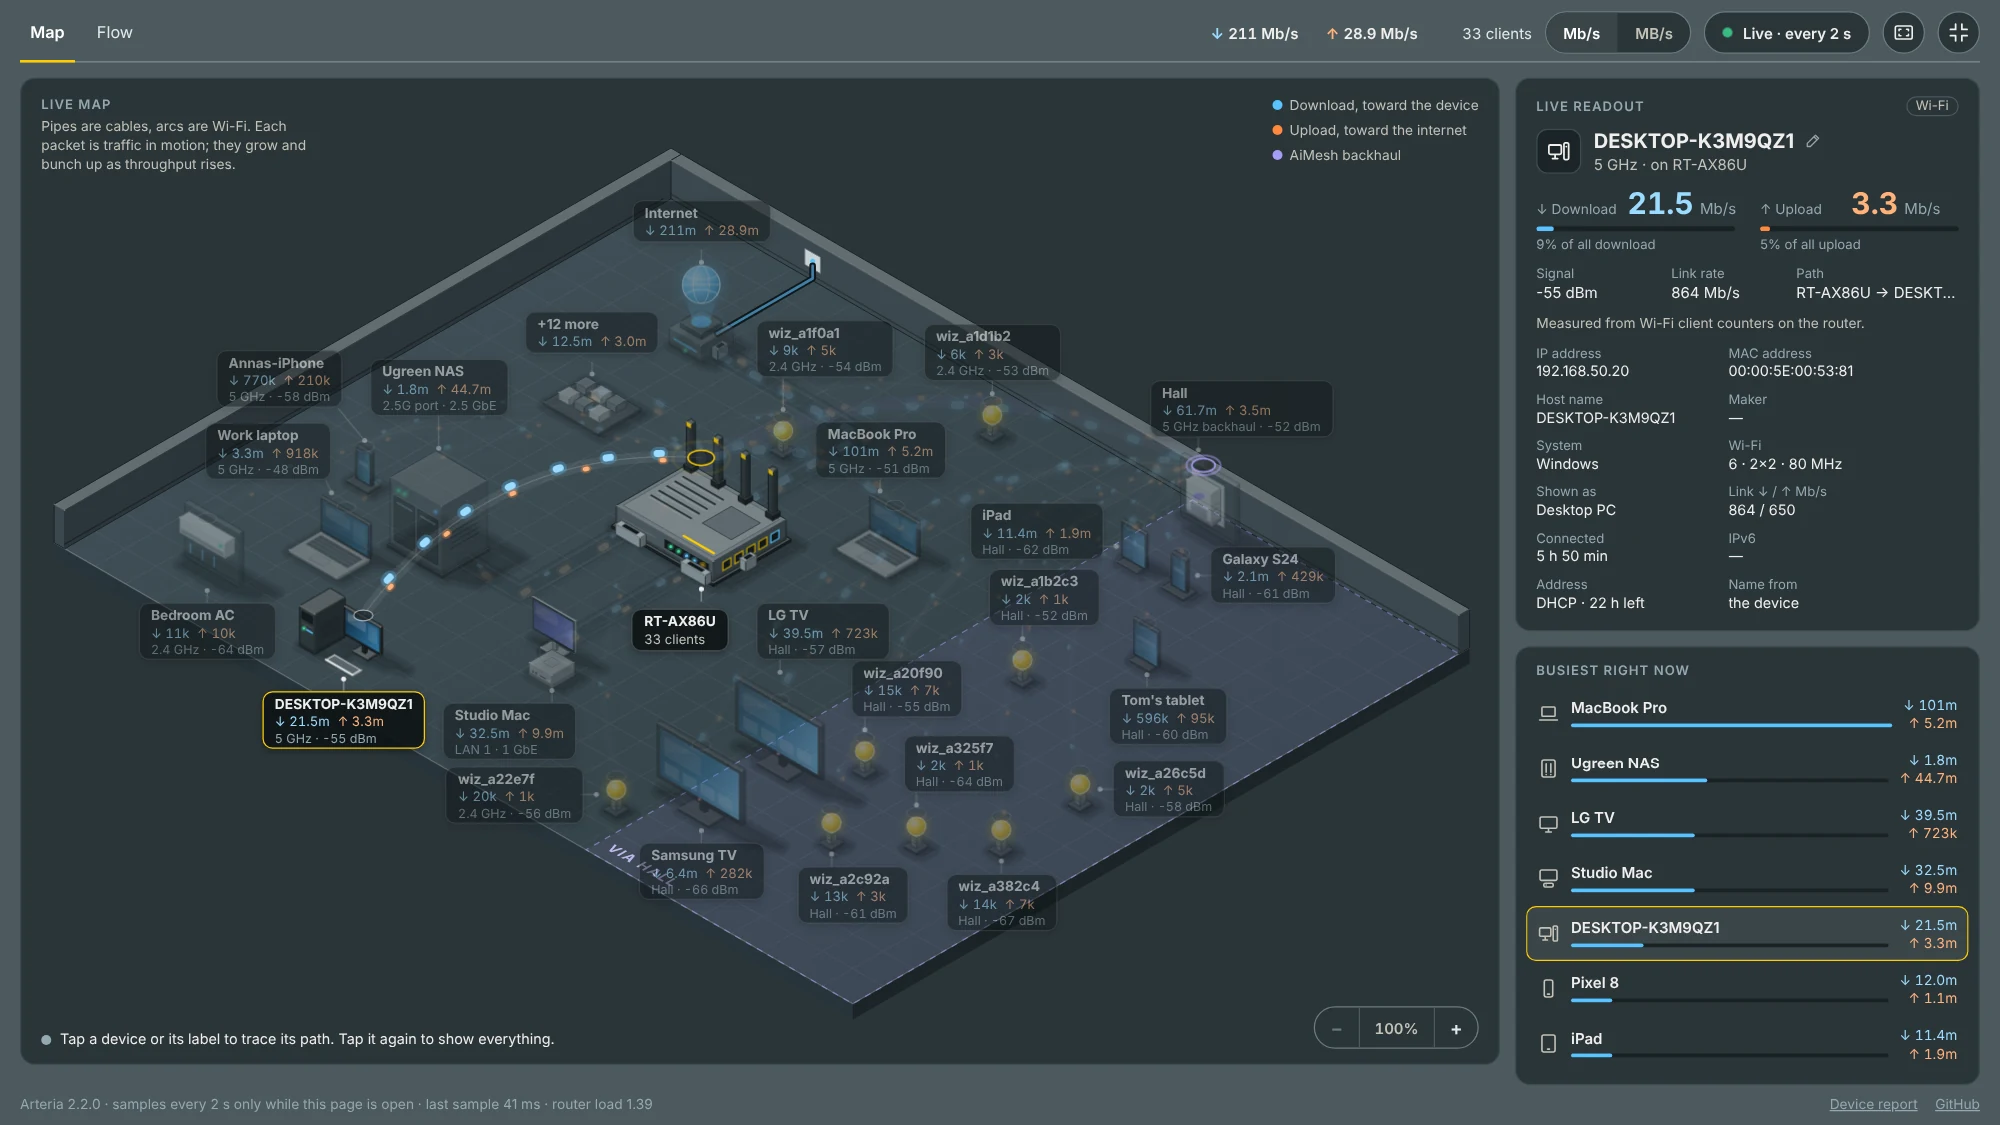 Map
Flow
↓ 211 Mb/s
↑ 28.9 Mb/s
33 clients
Mb/s
MB/s
Live · every 2 s
LIVE MAP
Pipes are cables, arcs are Wi-Fi. Each
packet is traffic in motion; they grow and
bunch up as throughput rises.
Download, toward the device
Upload, toward the internet
AiMesh backhaul
Internet
↓ 211m ↑ 28.9m
+12 more
↓ 12.5m ↑ 3.0m
wiz_a1f0a1
↓ 9k ↑ 5k
2.4 GHz · -54 dBm
wiz_a1d1b2
↓ 6k ↑ 3k
2.4 GHz · -53 dBm
Annas-iPhone
↓ 770k ↑ 210k
5 GHz · -58 dBm
Ugreen NAS
↓ 1.8m ↑ 44.7m
2.5G port · 2.5 GbE
Hall
↓ 61.7m ↑ 3.5m
5 GHz backhaul · -52 dBm
Work laptop
↓ 3.3m ↑ 918k
5 GHz · -48 dBm
MacBook Pro
↓ 101m ↑ 5.2m
5 GHz · -51 dBm
iPad
↓ 11.4m ↑ 1.9m
Hall · -62 dBm
Galaxy S24
↓ 2.1m ↑ 429k
Hall · -61 dBm
wiz_a1b2c3
↓ 2k ↑ 1k
Hall · -52 dBm
Bedroom AC
↓ 11k ↑ 10k
2.4 GHz · -64 dBm
RT-AX86U
33 clients
LG TV
↓ 39.5m ↑ 723k
Hall · -57 dBm
wiz_a20f90
↓ 15k ↑ 7k
Hall · -55 dBm
DESKTOP-K3M9QZ1
↓ 21.5m ↑ 3.3m
5 GHz · -55 dBm
Studio Mac
↓ 32.5m ↑ 9.9m
LAN 1 · 1 GbE
Tom's tablet
↓ 596k ↑ 95k
Hall · -60 dBm
wiz_a325f7
↓ 2k ↑ 1k
Hall · -64 dBm
wiz_a22e7f
↓ 20k ↑ 1k
2.4 GHz · -56 dBm
wiz_a26c5d
↓ 2k ↑ 5k
Hall · -58 dBm
VIA
Samsung TV
↓ 6.4m ↑ 282k
Hall · -66 dBm
wiz_a2c92a
↓ 13k ↑ 3k
Hall · -61 dBm
wiz_a382c4
↓ 14k ↑ 7k
Hall · -67 dBm
Tap a device or its label to trace its path. Tap it again to show everything.
− 100% +
LIVE READOUT
Wi-Fi
DESKTOP-K3M9QZ1
5 GHz · on RT-AX86U
↓ Download 21.5 Mb/s
↑ Upload 3.3 Mb/s
9% of all download
5% of all upload
Signal
Link rate
Path
-55 dBm
864 Mb/s
RT-AX86U → DESKT…
Measured from Wi-Fi client counters on the router.
IP address
MAC address
192.168.50.20
00:00:5E:00:53:81
Host name
Maker
DESKTOP-K3M9QZ1
—
System
Wi-Fi
Windows
6 · 2×2 · 80 MHz
Shown as
Link ↓ / ↑ Mb/s
Desktop PC
864 / 650
Connected
IPv6
5 h 50 min
—
Address
Name from
DHCP · 22 h left
the device
BUSIEST RIGHT NOW
MacBook Pro
↓ 101m
↑ 5.2m
Ugreen NAS
↓ 1.8m
↑ 44.7m
LG TV
↓ 39.5m
↑ 723k
Studio Mac
↓ 32.5m
↑ 9.9m
DESKTOP-K3M9QZ1
↓ 21.5m
↑ 3.3m
Pixel 8
↓ 12.0m
↑ 1.1m
iPad
↓ 11.4m
↑ 1.9m
Arteria 2.2.0 · samples every 2 s only while this page is open · last sample 41 ms · router load 1.39
Device report
GitHub